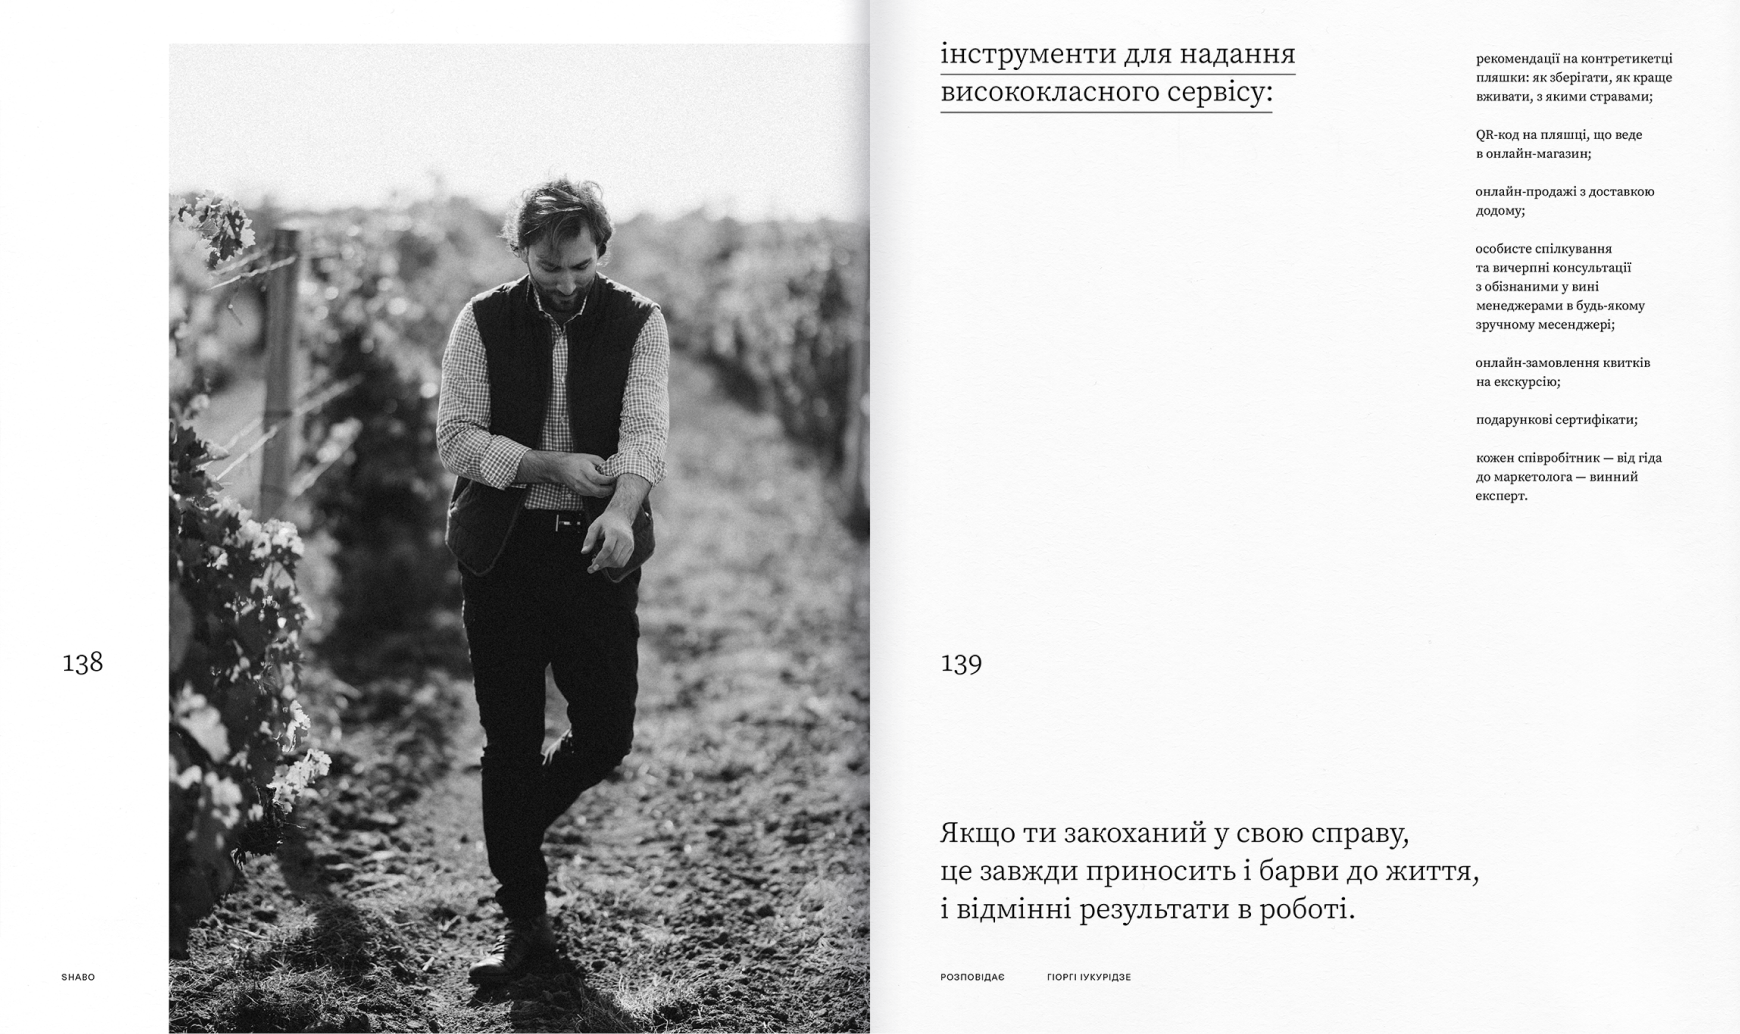 138
SHABO
інструменти для надання
висококласного сервісу:
рекомендації на контретикетці
пляшки: як зберігати, як краще
вживати, з якими стравами;
QR-код на пляшці, що веде
в онлайн-магазин;
онлайн-продажі з доставкою
додому;
особисте спілкування
та вичерпні консультації
з обізнаними у вині
менеджерами в будь-якому
зручному месенджері;
онлайн-замовлення квитків
на екскурсію;
подарункові сертифікати;
кожен співробітник — від гіда
до маркетолога — винний
експерт.
139
Якщо ти закоханий у свою справу,
це завжди приносить і барви до життя,
і відмінні результати в роботі.
РОЗПОВІДАЄ ГІОРГІ ІУКУРІДЗЕ